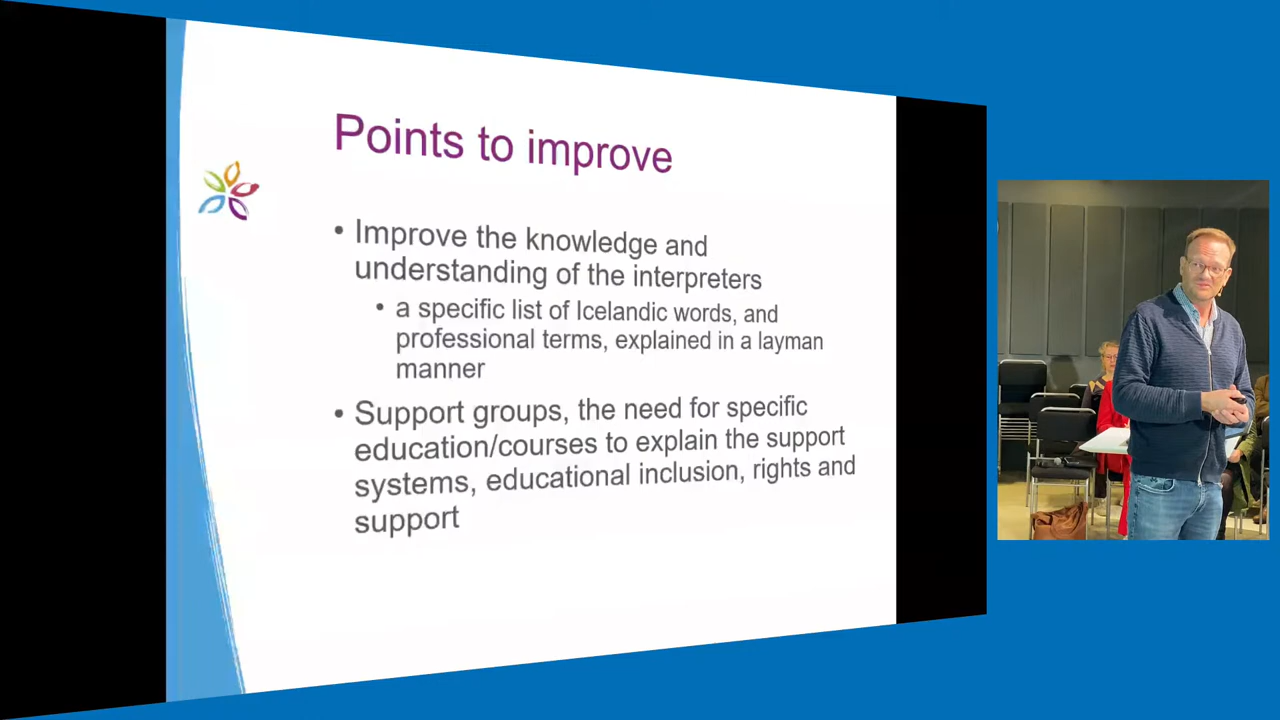 Points to improve
• Improve the knowledge and
understanding of the interpreters
• a specific list of Icelandic words, and
professional terms, explained in a layman
manner
• Support groups, the need for specific
education/courses to explain the support
systems, educational inclusion, rights and
support